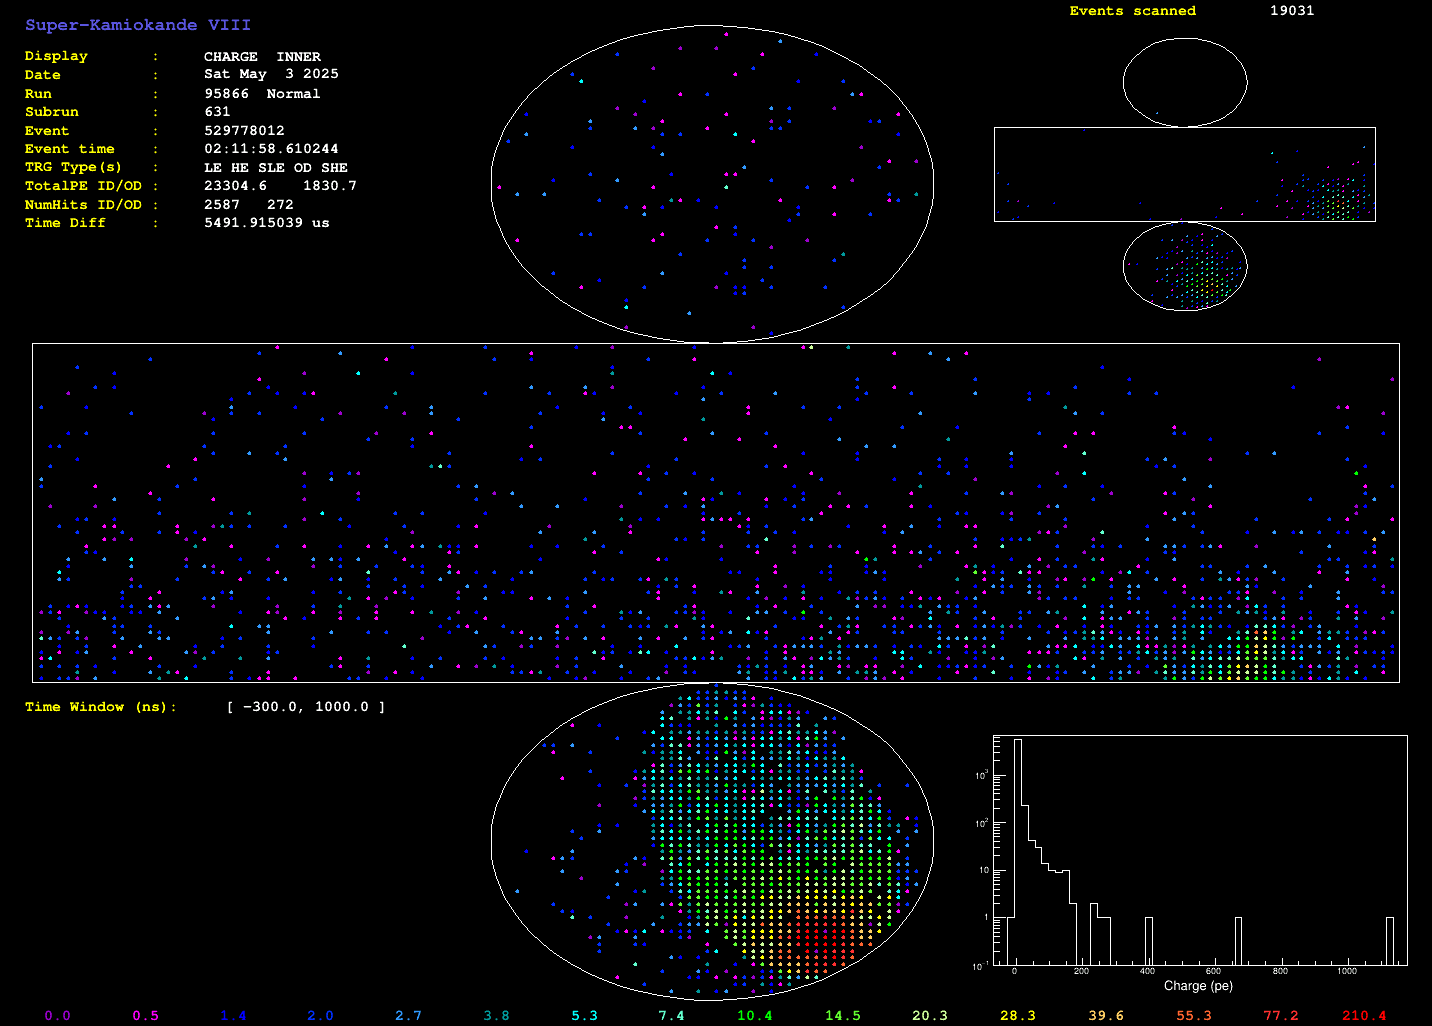 Super-Kamiokande VIII
Display : CHARGE INNER
Date : Sat May 3 2025
Run : 95866 Normal
Subrun : 631
Event : 529778012
Event time : 02:11:58.610244
TRG Type(s) : LE HE SLE OD SHE
TotalPE ID/OD : 23304.6 1830.7
NumHits ID/OD : 2587 272
Time Diff : 5491.915039 us
Events scanned 19031
Time Window (ns): [ -300.0, 1000.0 ]
10³
10²
10
1
10⁻¹
0 200 400 600 800 1000
Charge (pe)
0.0 0.5 1.4 2.0 2.7 3.8 5.3 7.4 10.4 14.5 20.3 28.3 39.6 55.3 77.2 210.4